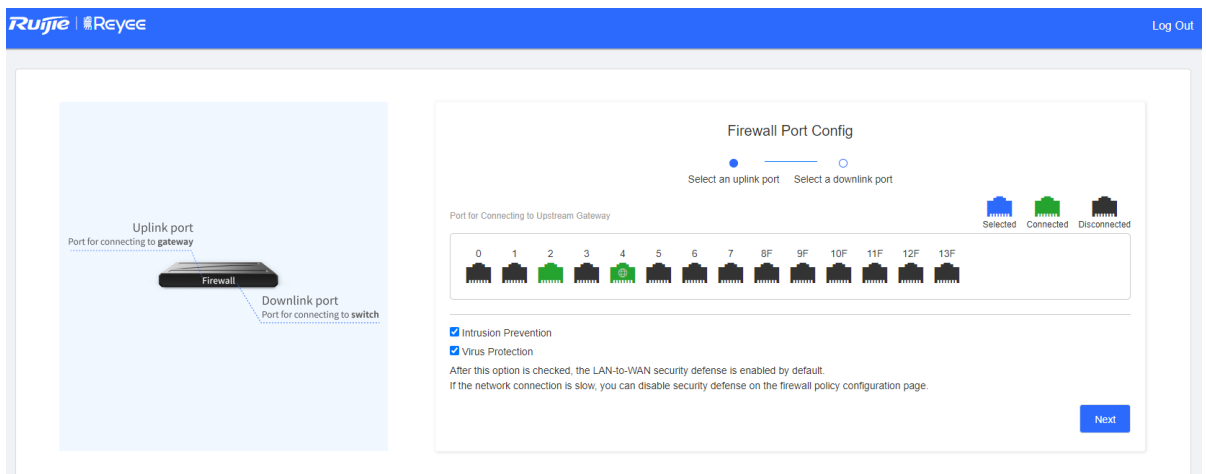 Ruijie | Reyee
Log Out
Uplink port
Port for connecting to gateway
Firewall
Downlink port
Port for connecting to switch
Firewall Port Config
Select an uplink port Select a downlink port
Port for Connecting to Upstream Gateway
Selected Connected Disconnected
0 1 2 3 4 5 6 7 8F 9F 10F 11F 12F 13F
Intrusion Prevention
Virus Protection
After this option is checked, the LAN-to-WAN security defense is enabled by default.
If the network connection is slow, you can disable security defense on the firewall policy configuration page.
Next